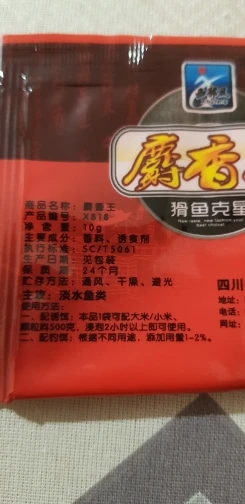 麝香
滑鱼克星
商品名称：麝香王
产品编号：X818
净含量：10g
主要成分：香料、诱食剂
执行标准：SC/T5061
生产日期：见包装
保质期：24个月
贮存方法：通风、干燥、避光
主攻：淡水鱼类
使用方法：
一、配诱饵：本品1袋可配大米/小米、
颗粒料500克，浸泡2小时以上即可使用。
二、配钓饵：根据不同用途，添加用量1-2%。
四川
地址：
电话：
网